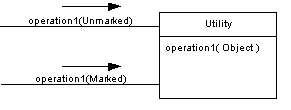 operation1(Unmarked)
Utility
operation1( Object )
operation1(Marked)